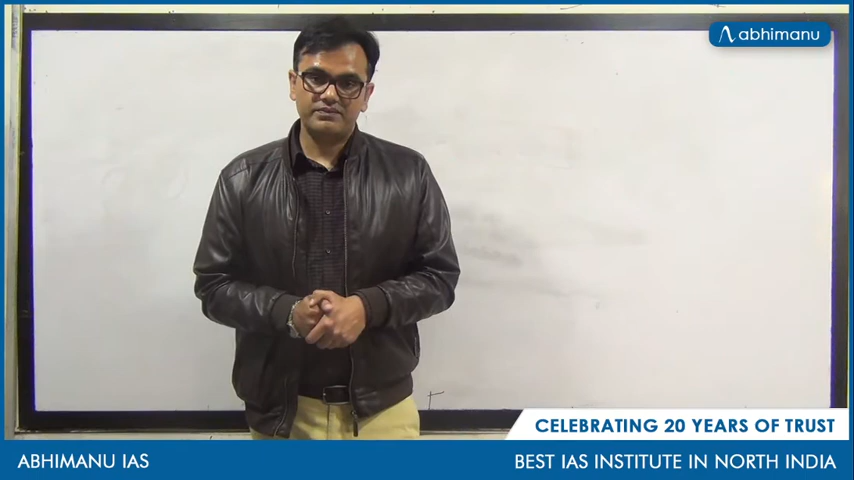 abhimanu
CELEBRATING 20 YEARS OF TRUST
ABHIMANU IAS
BEST IAS INSTITUTE IN NORTH INDIA